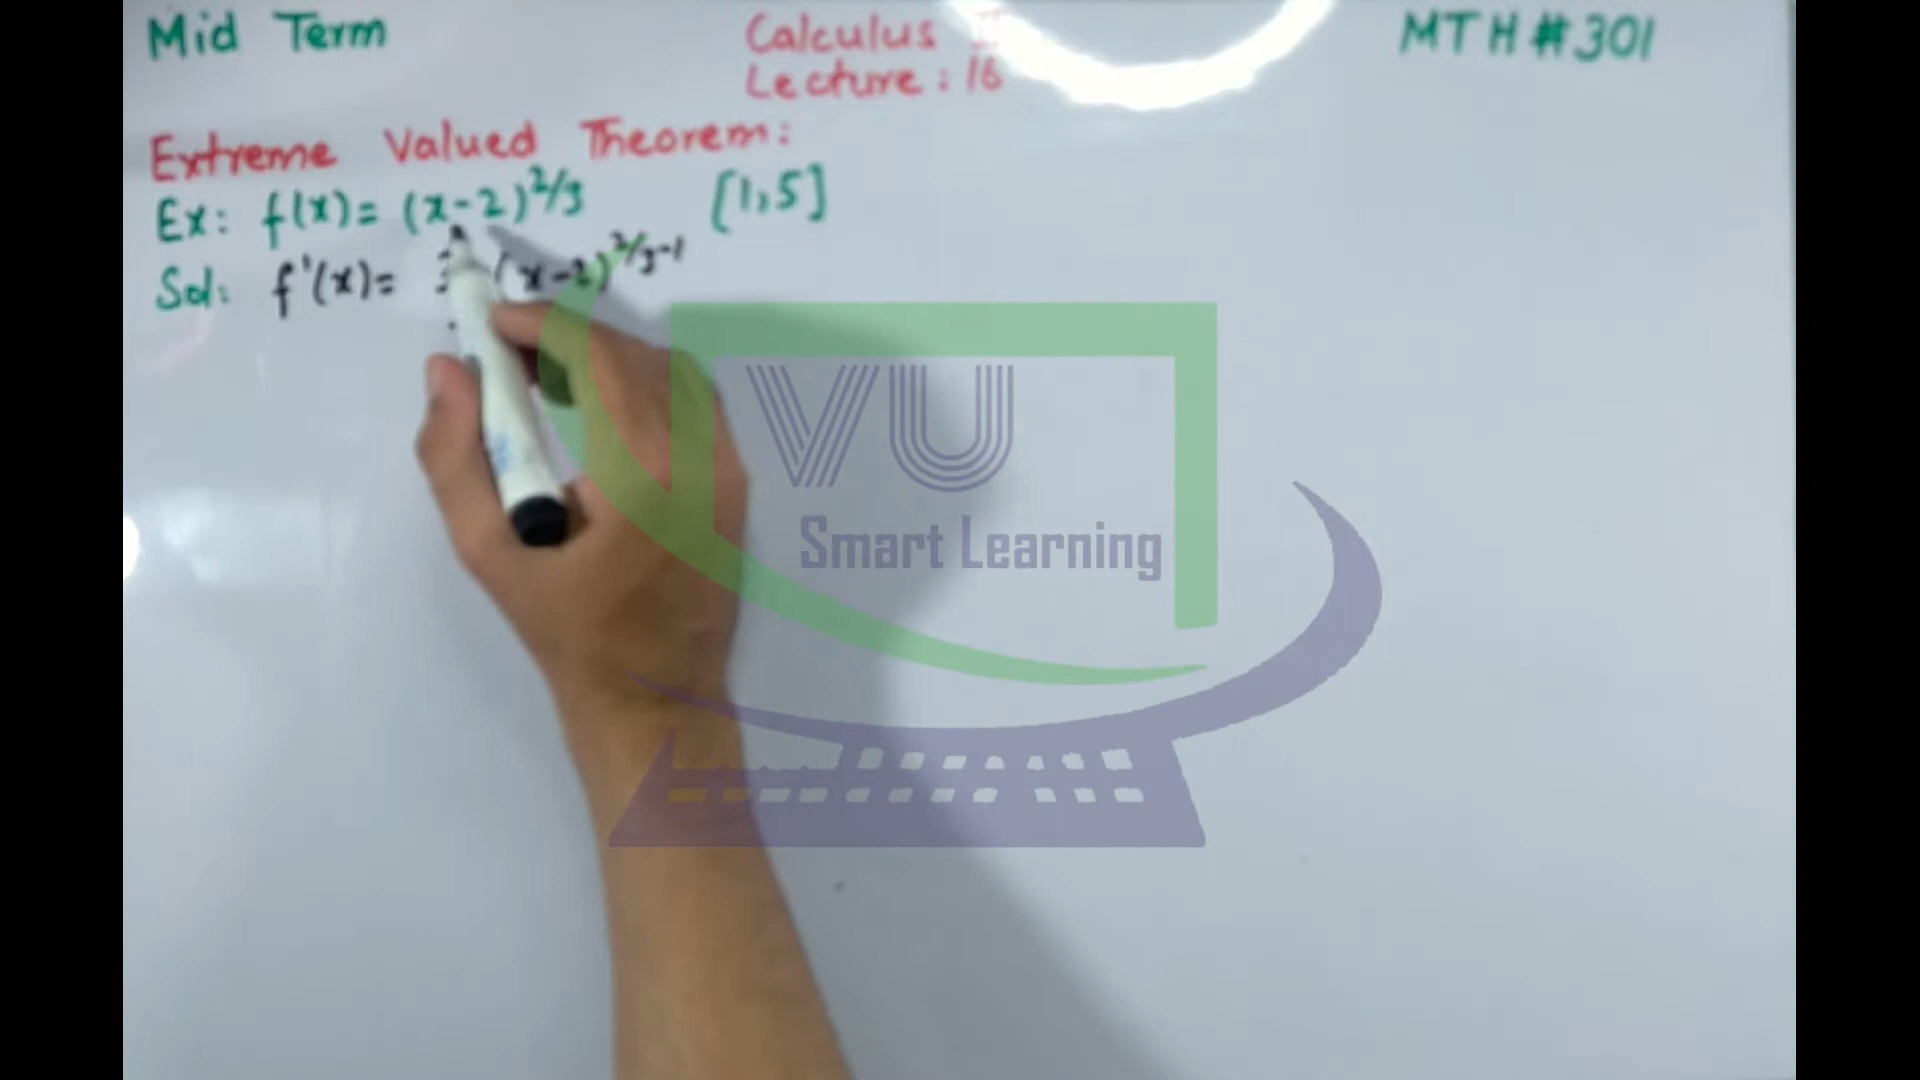 Mid Term
Calculus II
MTH#301
Lecture: 16
Extreme Valued Theorem:
Ex: f(x)= (x-2)^2/3 [1,5]
Sol: f'(x)= (x-2)^2/3-1
VU
Smart Learning